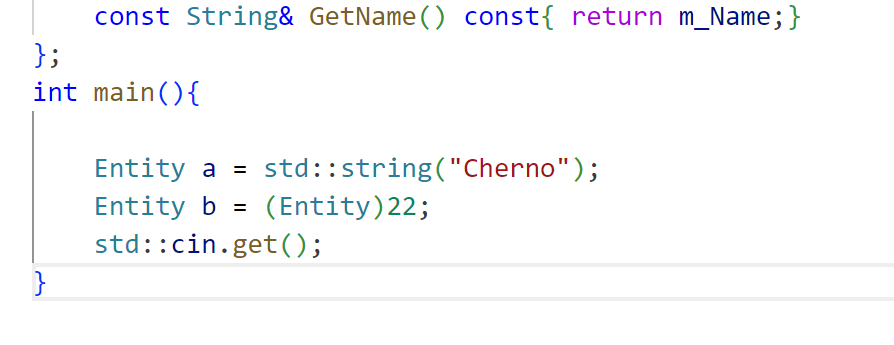 const String& GetName() const{ return m_Name;}
};
int main(){
Entity a = std::string("Cherno");
Entity b = (Entity)22;
std::cin.get();
}